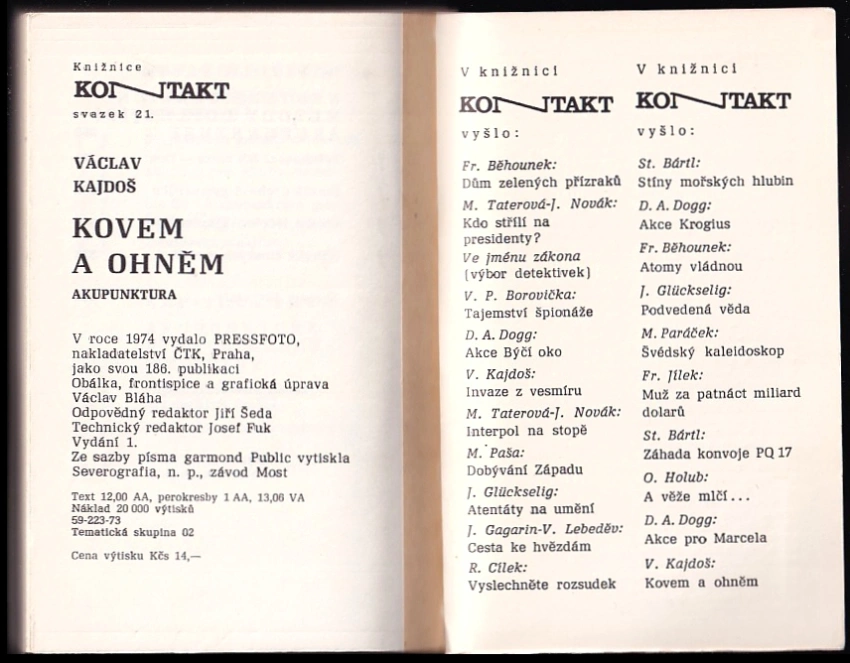 Knižnice
KONTAKT
svazek 21.
VÁCLAV
KAJDOŠ
KOVEM
A OHNĚM
AKUPUNKTURA
V roce 1974 vydalo PRESSFOTO,
nakladatelství ČTK, Praha,
jako svou 186. publikaci
Obálka, frontispice a grafická úprava
Václav Bláha
Odpovědný redaktor Jiří Šeda
Technický redaktor Josef Fuk
Vydání 1.
Ze sazby písma garmond Public vytiskla
Severografia, n. p., závod Most
Text 12,00 AA, perokresby 1 AA, 13,06 VA
Náklad 20 000 výtisků
59-223-73
Tematická skupina 02
Cena výtisku Kčs 14,—
V knižnici
KONTAKT
vyšlo:
Fr. Běhounek:
Dům zelených přízraků
M. Taterová-J. Novák:
Kdo střílí na
presidenty?
Ve jménu zákona
(výbor detektivek)
V. P. Borovička:
Tajemství špionáže
D. A. Dogg:
Akce Býčí oko
V. Kajdoš:
Invaze z vesmíru
M. Taterová-J. Novák:
Interpol na stopě
M. Paša:
Dobývání Západu
J. Glückselig:
Atentáty na umění
J. Gagarin-V. Lebeděv:
Cesta ke hvězdám
R. Cílek:
Vyslechněte rozsudek
V knižnici
KONTAKT
vyšlo:
St. Bártl:
Stíny mořských hlubin
D. A. Dogg:
Akce Krogius
Fr. Běhounek:
Atomy vládnou
J. Glückselig:
Podvedená věda
M. Paráček:
Švédský kaleidoskop
Fr. Jílek:
Muž za patnáct miliard
dolarů
St. Bártl:
Záhada konvoje PQ 17
O. Holub:
A věže mlčí...
D. A. Dogg:
Akce pro Marcela
V. Kajdoš:
Kovem a ohněm